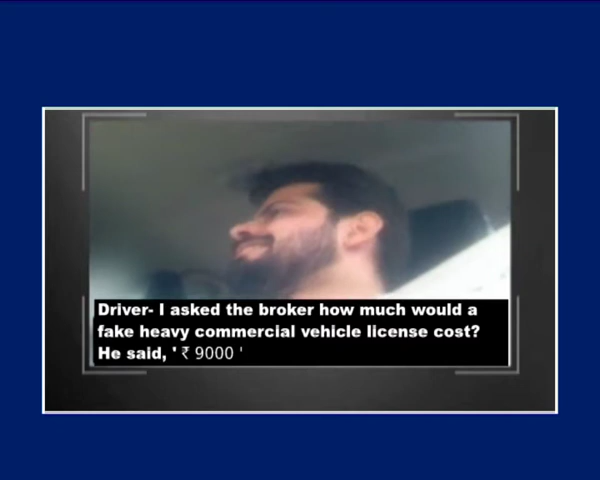 Driver- I asked the broker how much would a
fake heavy commercial vehicle license cost?
He said, ' ₹ 9000 '